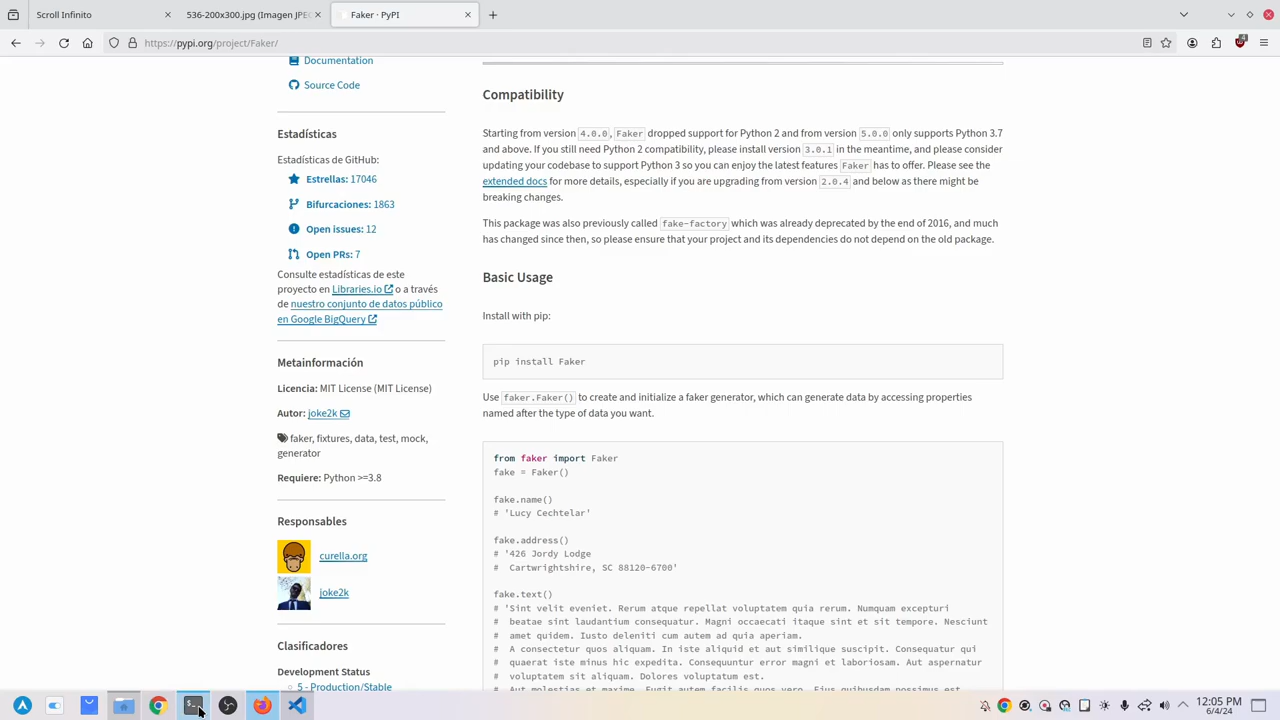 Scroll Infinito
536-200x300.jpg (Imagen JPEG
Faker · PyPI
https://pypi.org/project/Faker/
Documentation
Source Code
Estadísticas
Estadísticas de GitHub:
Estrellas: 17046
Bifurcaciones: 1863
Open issues: 12
Open PRs: 7
Consulte estadísticas de este
proyecto en Libraries.io o a través
de nuestro conjunto de datos público
en Google BigQuery
Metainformación
Licencia: MIT License (MIT License)
Autor: joke2k
faker, fixtures, data, test, mock,
generator
Requiere: Python >=3.8
Responsables
curella.org
joke2k
Clasificadores
Development Status
5 - Production/Stable
Compatibility
Starting from version 4.0.0, Faker dropped support for Python 2 and from version 5.0.0 only supports Python 3.7
and above. If you still need Python 2 compatibility, please install version 3.0.1 in the meantime, and please consider
updating your codebase to support Python 3 so you can enjoy the latest features Faker has to offer. Please see the
extended docs for more details, especially if you are upgrading from version 2.0.4 and below as there might be
breaking changes.
This package was also previously called fake-factory which was already deprecated by the end of 2016, and much
has changed since then, so please ensure that your project and its dependencies do not depend on the old package.
Basic Usage
Install with pip:
pip install Faker
Use faker.Faker() to create and initialize a faker generator, which can generate data by accessing properties
named after the type of data you want.
from faker import Faker
fake = Faker()
fake.name()
# 'Lucy Cechtelar'
fake.address()
# '426 Jordy Lodge
#  Cartwrightshire, SC 88120-6700'
fake.text()
# 'Sint velit eveniet. Rerum atque repellat voluptatem quia rerum. Numquam excepturi
#  beatae sint laudantium consequatur. Magni occaecati itaque sint et sit tempore. Nesciunt
#  amet quidem. Iusto deleniti cum autem ad quia aperiam.
#  A consectetur quos aliquam. In iste aliquid et aut similique suscipit. Consequatur qui
#  quaerat iste minus hic expedita. Consequuntur error magni et laboriosam. Aut aspernatur
#  voluptatem sit aliquam. Dolores voluptatum est.
#  Aut molestias et maxime. Fugit autem facilis quos vero. Eius quibusdam possimus est.
12:05 PM
6/4/24